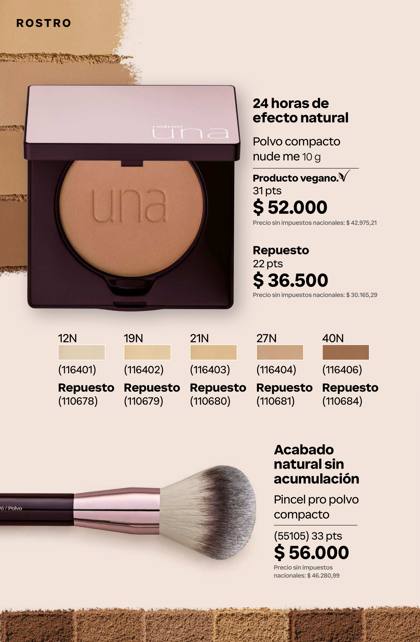 ROSTRO
una
una
24 horas de
efecto natural
Polvo compacto
nude me 10 g
Producto vegano.
31 pts
$ 52.000
Precio sin impuestos nacionales: $ 42.975,21
Repuesto
22 pts
$ 36.500
Precio sin impuestos nacionales: $ 30.165,29
12N 19N 21N 27N 40N
(116401) (116402) (116403) (116404) (116406)
Repuesto Repuesto Repuesto Repuesto Repuesto
(110678) (110679) (110680) (110681) (110684)
Acabado
natural sin
acumulación
Pincel pro polvo
compacto
/ Polvo
(55105) 33 pts
$ 56.000
Precio sin impuestos
nacionales: $ 46.280,99